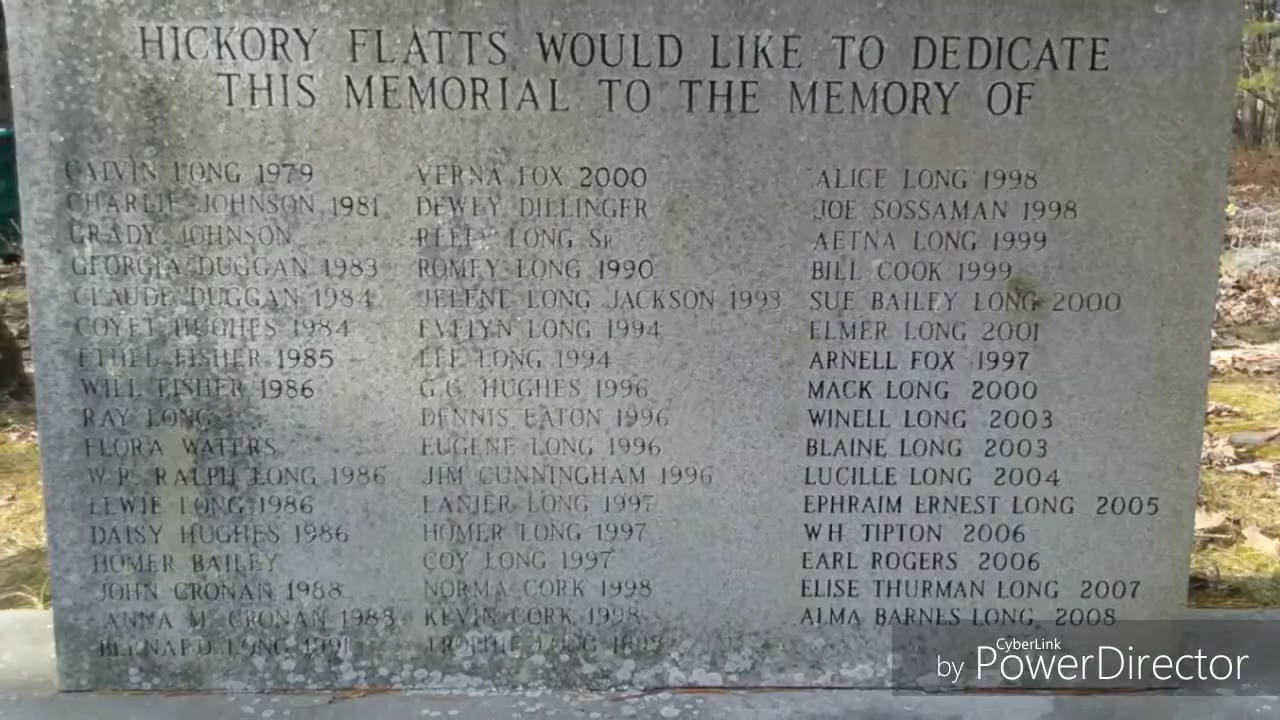 HICKORY FLATTS WOULD LIKE TO DEDICATE
THIS MEMORIAL TO THE MEMORY OF
CALVIN LONG 1979
CHARLIE JOHNSON 1981
GRADY JOHNSON
GEORGIA DUGGAN 1983
CLAUDE DUGGAN 1984
COYET HUGHES 1984
ETHEL FISHER 1985
WILL FISHER 1986
RAY LONG
FLORA WATERS
W.R. RALPH LONG 1986
LEWIE LONG 1986
DAISY HUGHES 1986
HOMER BAILEY
JOHN CRONAN 1988
ANNA M. CRONAN 1988
BERNARD LONG 1991
VERNA FOX 2000
DEWEY DILLINGER
LONG SR
ROMEY LONG 1990
JELENE LONG JACKSON 1993
EVELYN LONG 1994
LEE LONG 1994
G.C. HUGHES 1996
DENNIS EATON 1996
EUGENE LONG 1996
JIM CUNNINGHAM 1996
LANIER LONG 1997
HOMER LONG 1997
COY LONG 1997
NORMA CORK 1998
KEVIN CORK 1998
LONG
ALICE LONG 1998
JOE SOSSAMAN 1998
AETNA LONG 1999
BILL COOK 1999
SUE BAILEY LONG 2000
ELMER LONG 2001
ARNELL FOX 1997
MACK LONG 2000
WINELL LONG 2003
BLAINE LONG 2003
LUCILLE LONG 2004
EPHRAIM ERNEST LONG 2005
WH TIPTON 2006
EARL ROGERS 2006
ELISE THURMAN LONG 2007
ALMA BARNES LONG 2008
CyberLink
by PowerDirector